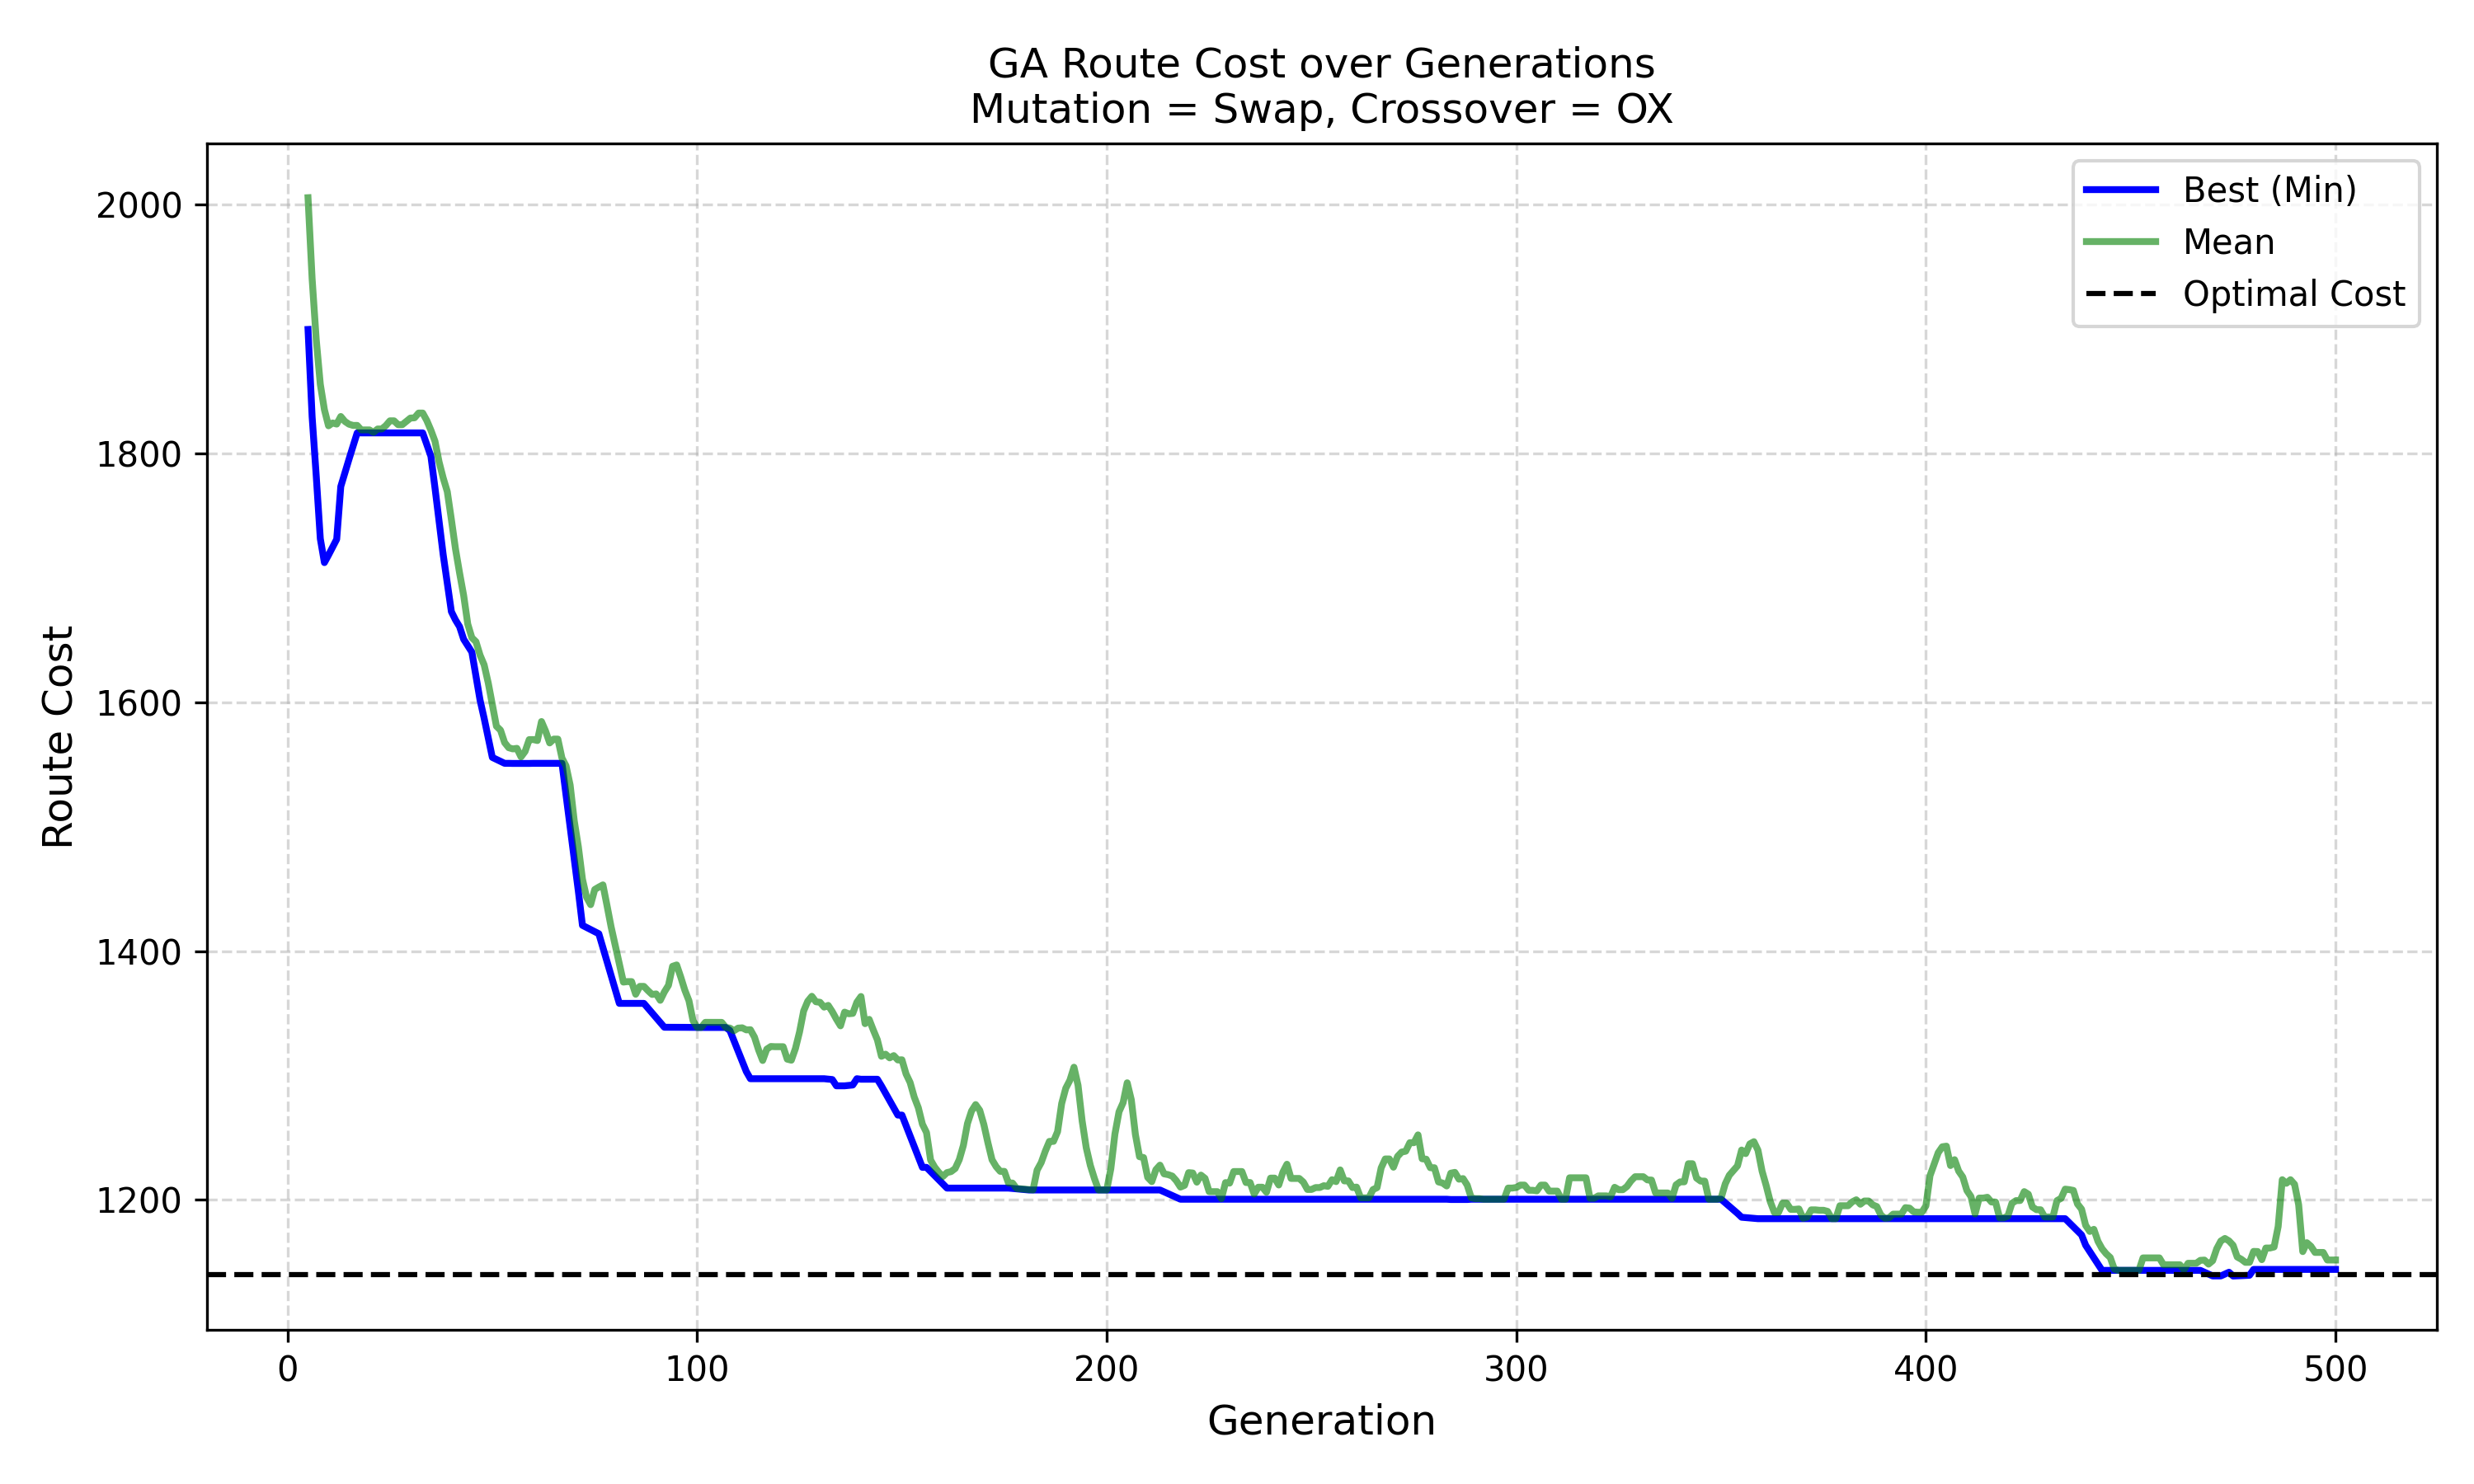 GA Route Cost over Generations
Mutation = Swap, Crossover = OX
Best (Min)
Mean
Optimal Cost
Route Cost
2000
1800
1600
1400
1200
0 100 200 300 400 500
Generation